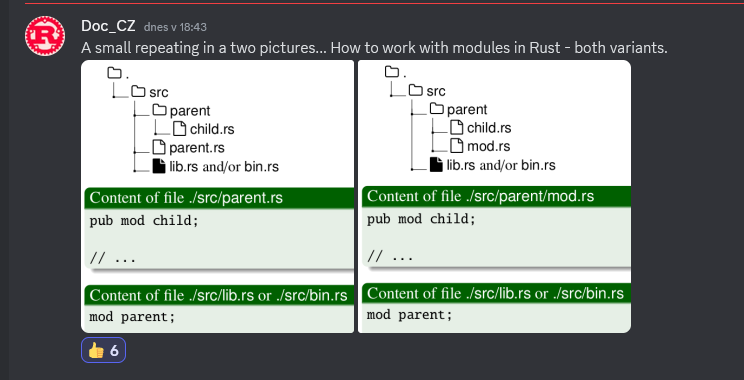 Doc_CZ dnes v 18:43
A small repeating in a two pictures... How to work with modules in Rust - both variants.
.
src
parent
child.rs
parent.rs
lib.rs and/or bin.rs
Content of file ./src/parent.rs
pub mod child;
// ...
Content of file ./src/lib.rs or ./src/bin.rs
mod parent;
.
src
parent
child.rs
mod.rs
lib.rs and/or bin.rs
Content of file ./src/parent/mod.rs
pub mod child;
// ...
Content of file ./src/lib.rs or ./src/bin.rs
mod parent;
👍 6